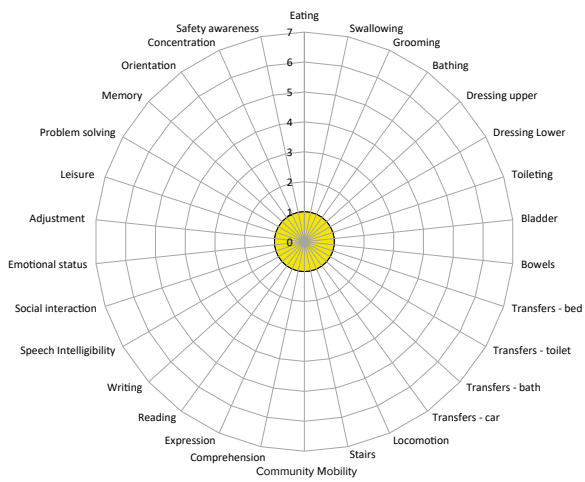 Eating
Swallowing
Grooming
Bathing
Dressing upper
Dressing Lower
Toileting
Bladder
Bowels
Transfers - bed
Transfers - toilet
Transfers - bath
Transfers - car
Locomotion
Stairs
Community Mobility
Comprehension
Expression
Reading
Writing
Speech Intelligibility
Social interaction
Emotional status
Adjustment
Leisure
Problem solving
Memory
Orientation
Concentration
Safety awareness
7
6
5
4
3
2
1
0